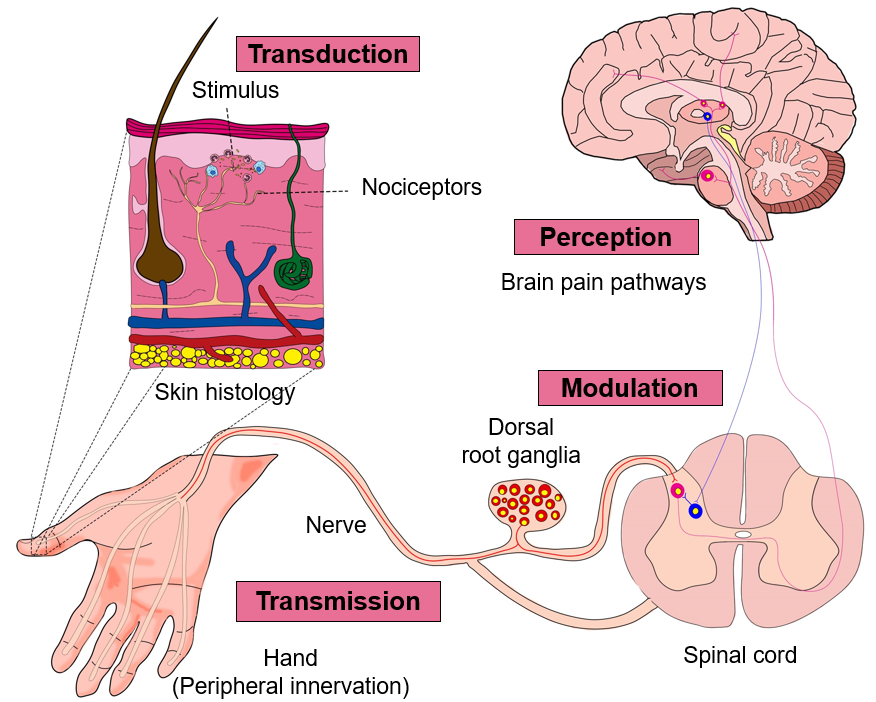 Transduction
Stimulus
Nociceptors
Skin histology
Perception
Brain pain pathways
Modulation
Dorsal
root ganglia
Nerve
Transmission
Hand
(Peripheral innervation)
Spinal cord